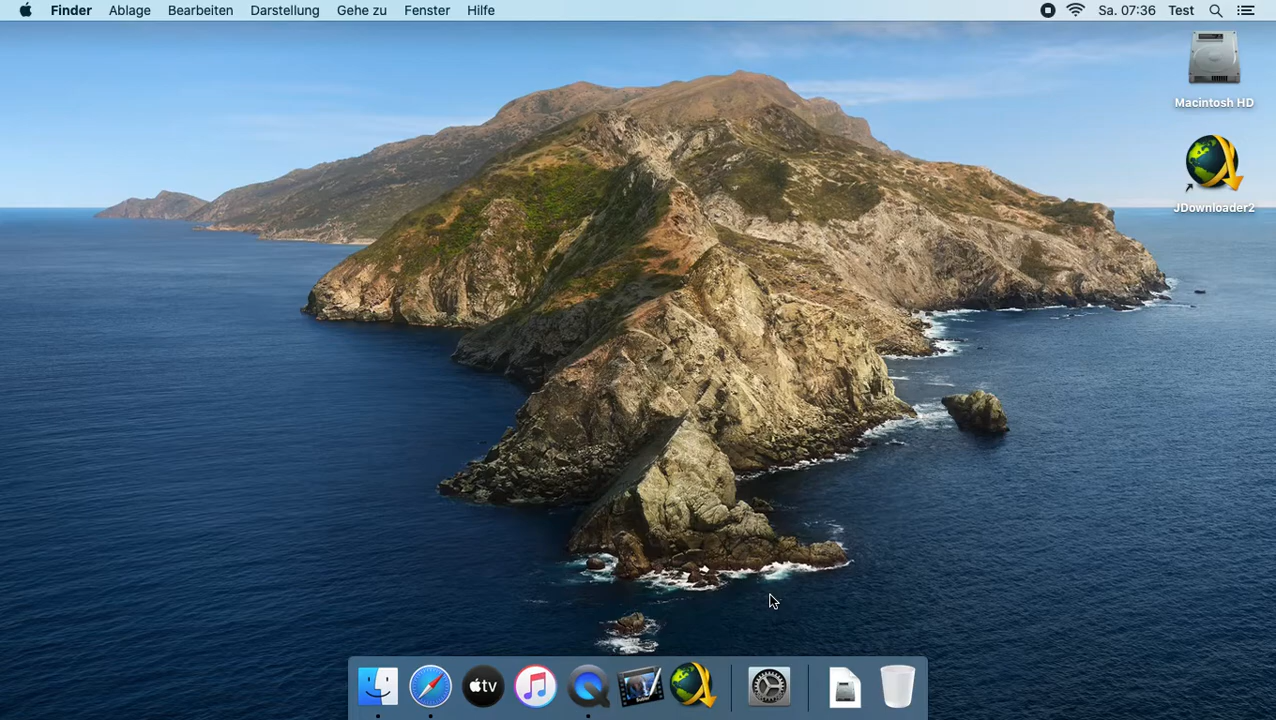 Finder Ablage Bearbeiten Darstellung Gehe zu Fenster Hilfe Sa. 07:36 Test
Macintosh HD
JDownloader2
tv